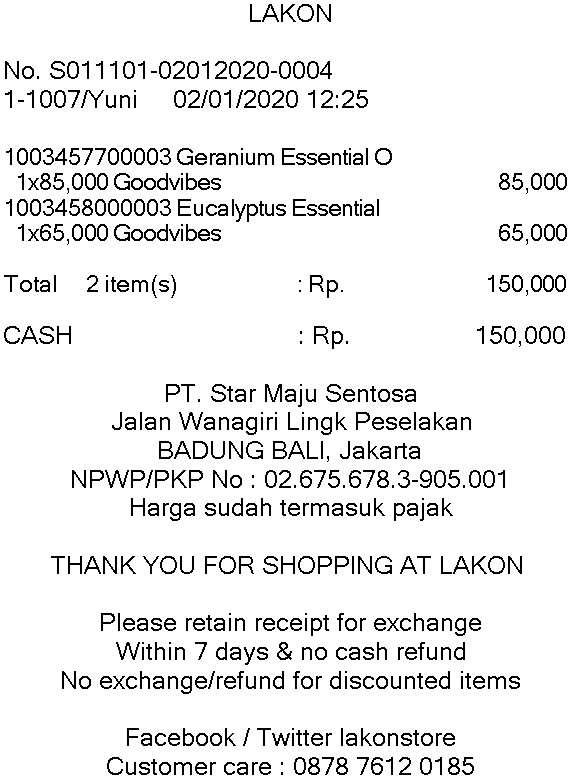 LAKON
No. S011101-02012020-0004
1-1007/Yuni 02/01/2020 12:25
1003457700003 Geranium Essential O
1x85,000 Goodvibes 85,000
1003458000003 Eucalyptus Essential
1x65,000 Goodvibes 65,000
Total 2 item(s) : Rp. 150,000
CASH : Rp. 150,000
PT. Star Maju Sentosa
Jalan Wanagiri Lingk Peselakan
BADUNG BALI, Jakarta
NPWP/PKP No : 02.675.678.3-905.001
Harga sudah termasuk pajak
THANK YOU FOR SHOPPING AT LAKON
Please retain receipt for exchange
Within 7 days & no cash refund
No exchange/refund for discounted items
Facebook / Twitter lakonstore
Customer care : 0878 7612 0185